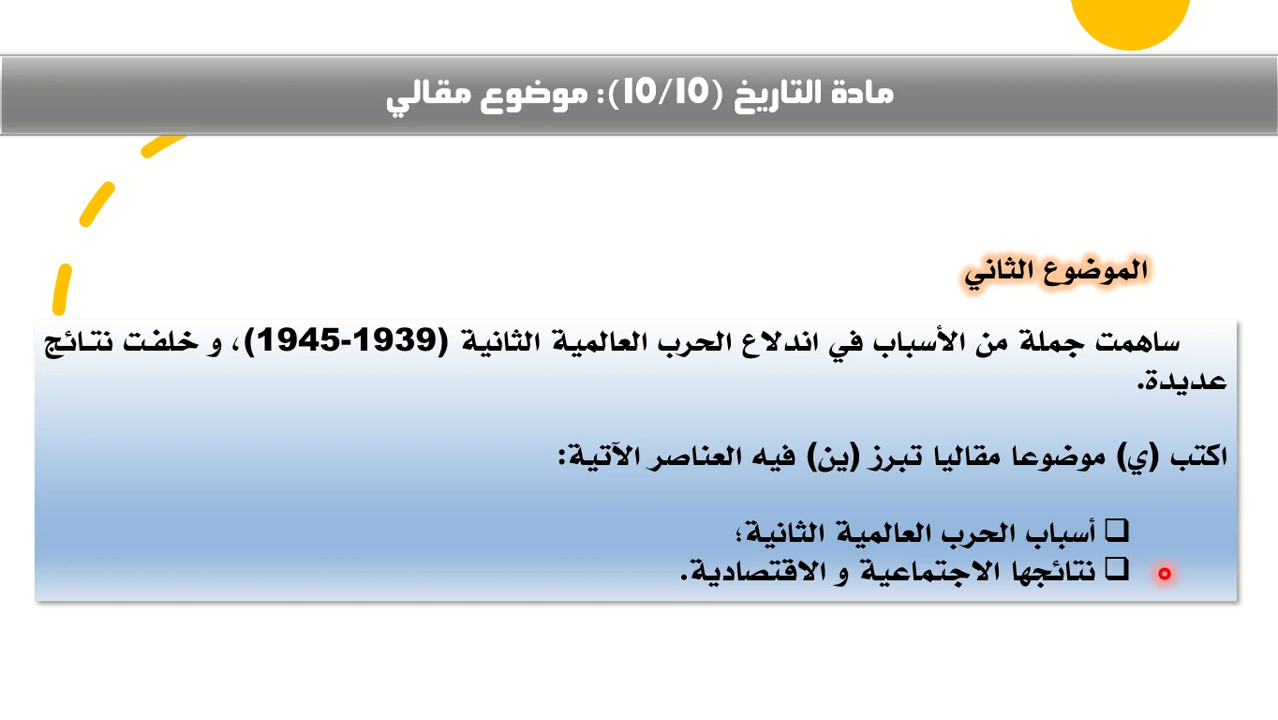 مادة التاريخ (10/10): موضوع مقالي
الموضوع الثاني
ساهمت جملة من الأسباب في اندلاع الحرب العالمية الثانية (1939-1945)، و خلفت نتائج
عديدة.
اكتب (ي) موضوعا مقاليا تبرز (ين) فيه العناصر الآتية:
❑ أسباب الحرب العالمية الثانية؛
❑ نتائجها الاجتماعية و الاقتصادية.